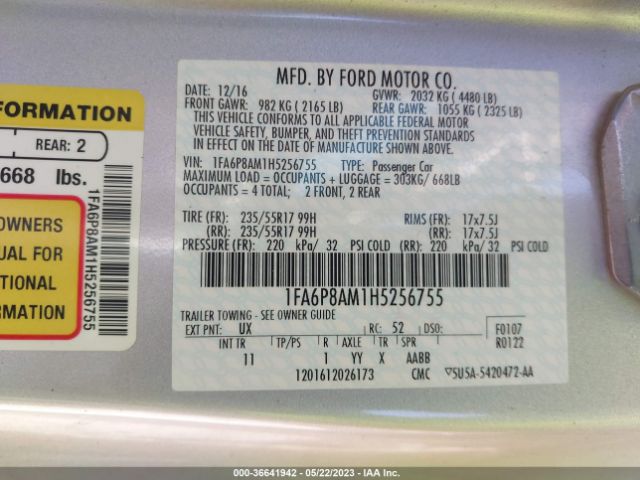 FORMATION
REAR: 2
668 lbs.
OWNERS
UAL FOR
TIONAL
1FA6P8AM1H5256755
MFD. BY FORD MOTOR CO.
DATE: 12/16 GVWR: 2032 KG ( 4480 LB)
FRONT GAWR: 982 KG ( 2165 LB) REAR GAWR: 1055 KG ( 2325 LB)
THIS VEHICLE CONFORMS TO ALL APPLICABLE FEDERAL MOTOR
VEHICLE SAFETY, BUMPER, AND THEFT PREVENTION STANDARDS
IN EFFECT ON THE DATE OF MANUFACTURE SHOWN ABOVE.
VIN: 1FA6P8AM1H5256755 TYPE: Passenger Car
MAXIMUM LOAD = OCCUPANTS + LUGGAGE = 303KG/ 668LB
OCCUPANTS = 4 TOTAL; 2 FRONT, 2 REAR
TIRE (FR): 235/55R17 99H RIMS (FR): 17x7.5J
(RR): 235/55R17 99H (RR): 17x7.5J
PRESSURE (FR): 220 kPa/ 32 PSI COLD (RR): 220 kPa/ 32 PSI COLD
1FA6P8AM1H5256755
TRAILER TOWING - SEE OWNER GUIDE
EXT PNT: UX RC: 52 DSO: F0107
INT TR TP/PS R AXLE TR SPR R0122
11 1 YY X AABB
1201612026173 CMC 5U5A-5420472-AA
000-36641942 - 05/22/2023 - IAA Inc.